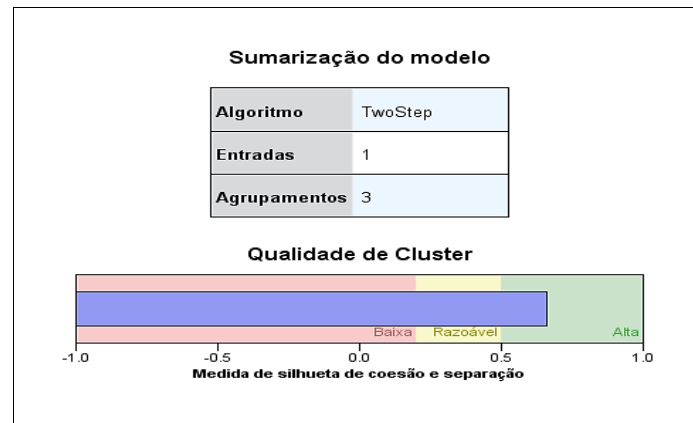 Sumarização do modelo
Algoritmo TwoStep
Entradas 1
Agrupamentos 3
Qualidade de Cluster
Baixa Razoável Alta
-1.0 -0.5 0.0 0.5 1.0
Medida de silhueta de coesão e separação